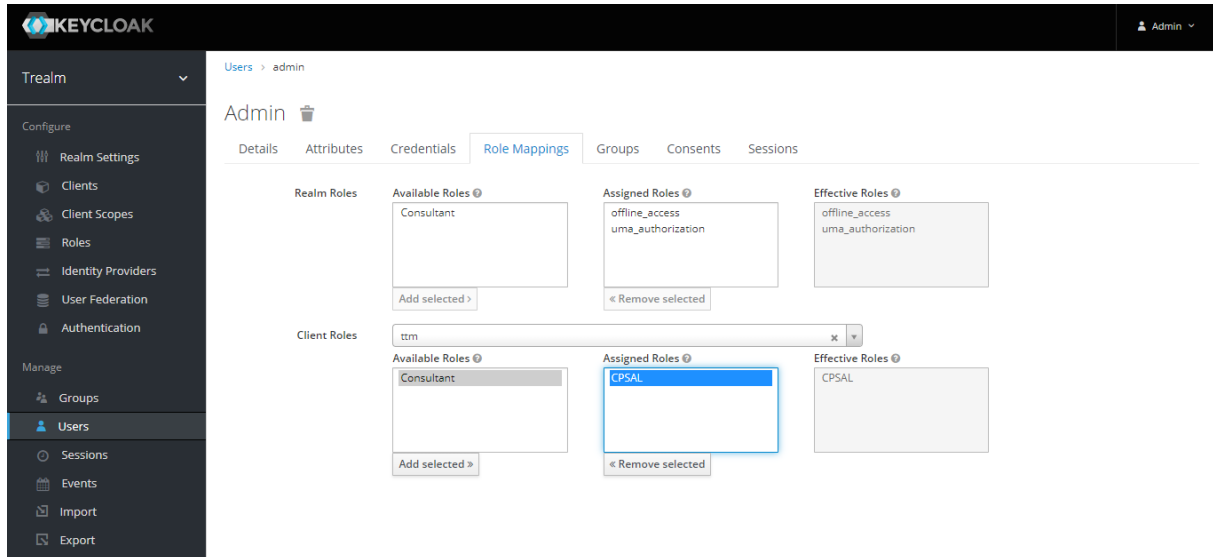 KEYCLOAK
Admin
Trealm
Users > admin
Admin
Configure
Realm Settings
Clients
Client Scopes
Roles
Identity Providers
User Federation
Authentication
Manage
Groups
Users
Sessions
Events
Import
Export
Details Attributes Credentials Role Mappings Groups Consents Sessions
Realm Roles
Available Roles
Consultant
Add selected >
Assigned Roles
offline_access
uma_authorization
« Remove selected
Effective Roles
offline_access
uma_authorization
Client Roles
ttm
Available Roles
Consultant
Add selected »
Assigned Roles
CPSAL
« Remove selected
Effective Roles
CPSAL